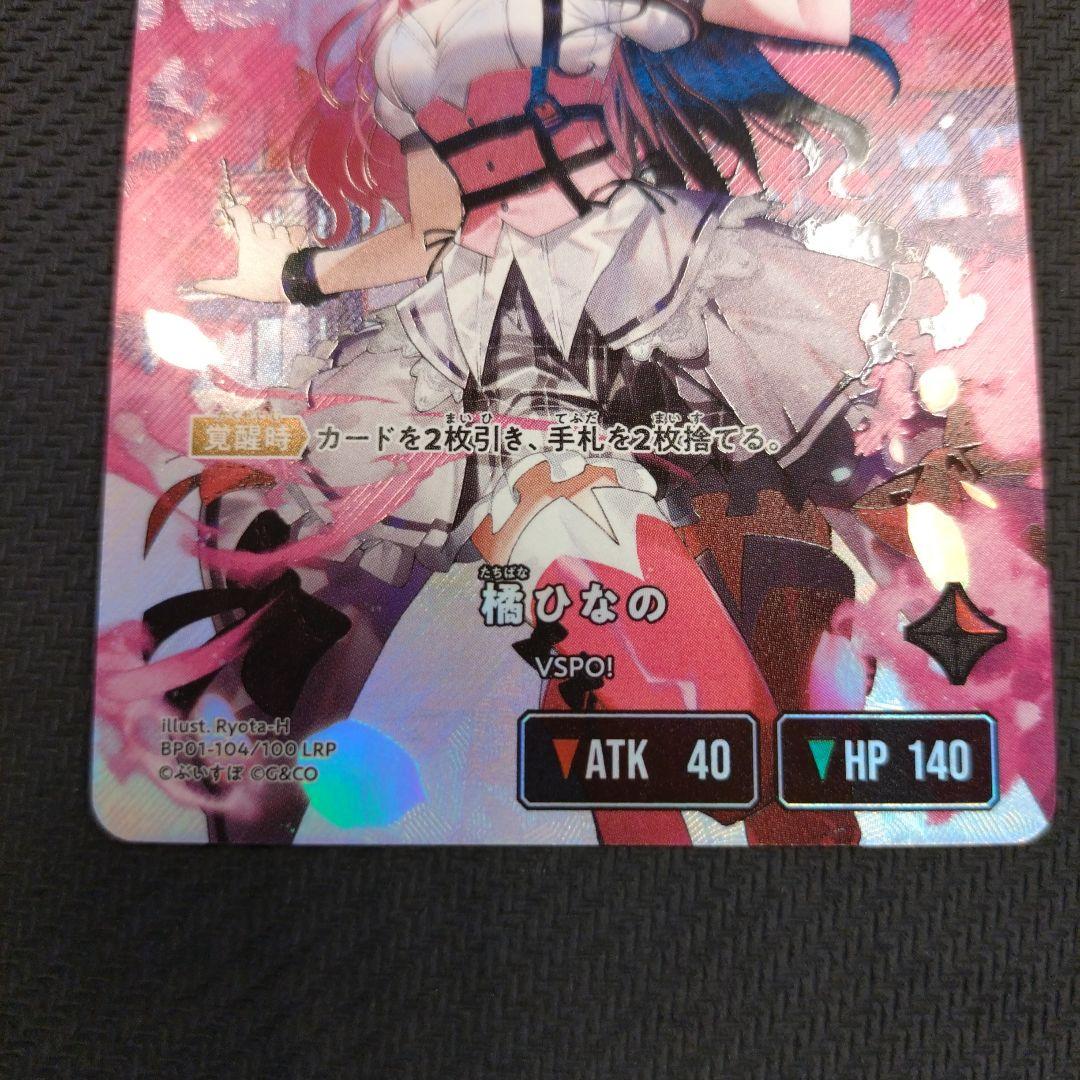 覚醒時 カードを2枚引き、手札を2枚捨てる。
橘ひなの
VSPO!
illust. Ryota-H
BP01-104/100 LRP
©ぶいすぽ ©G&CO
ATK 40
HP 140